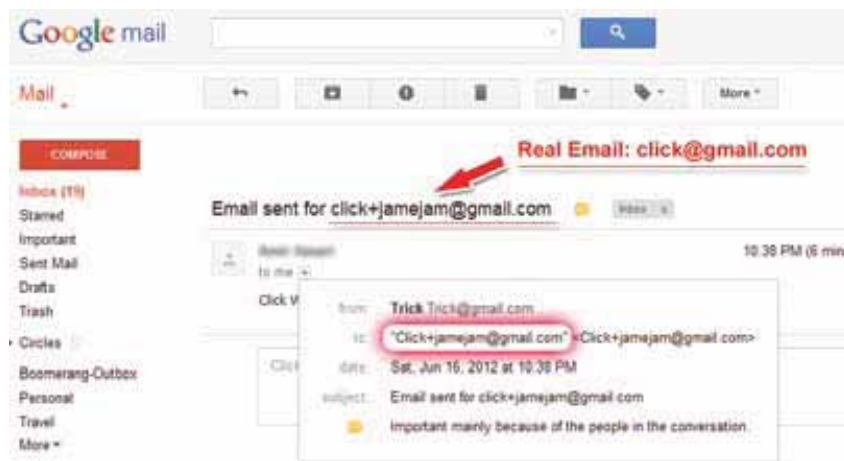 Google mail
Mail
More
COMPOSE
Real Email: click@gmail.com
Inbox (19)
Starred
Important
Sent Mail
Drafts
Trash
Circles
Boomerang-Outbox
Personal
Travel
More
Email sent for click+jamejam@gmail.com
Inbox x
10:38 PM (6 min
to me
Click
from: Trick Trick@gmail.com
to: "Click+jamejam@gmail.com" <Click+jamejam@gmail.com>
date: Sat, Jun 16, 2012 at 10:38 PM
subject: Email sent for click+jamejam@gmail.com
Important mainly because of the people in the conversation.